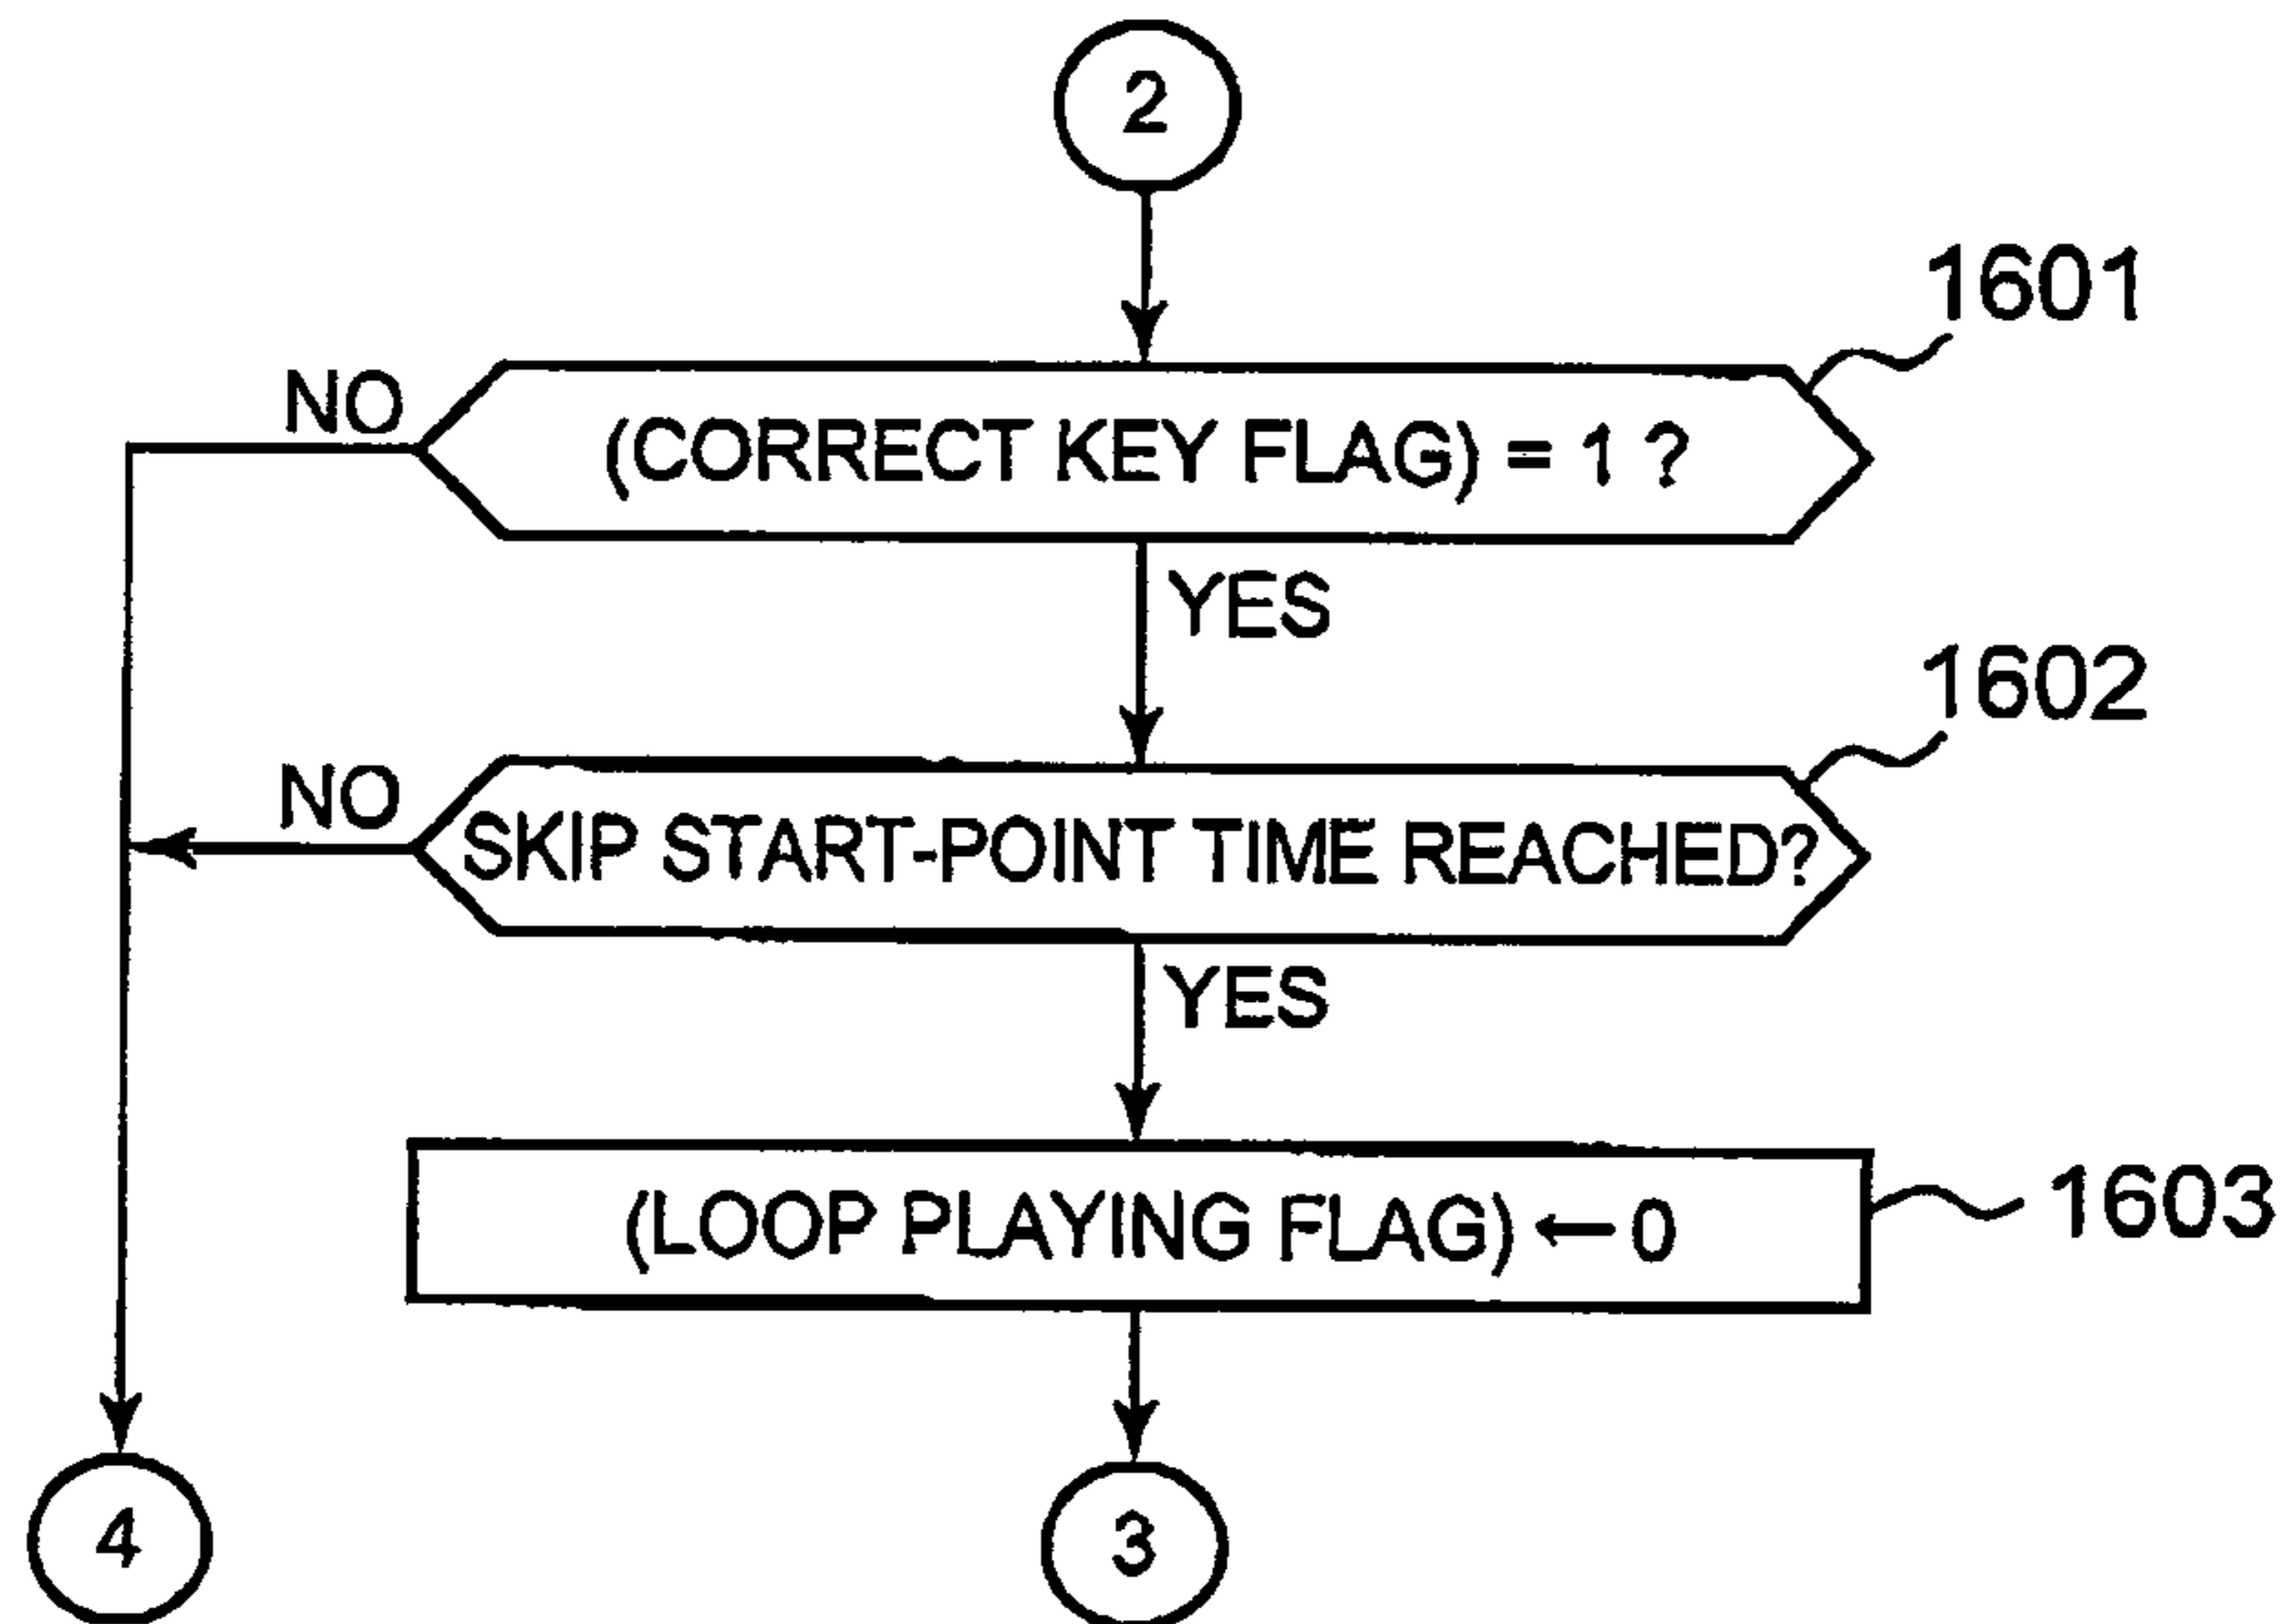 2
1601
NO
(CORRECT KEY FLAG) = 1 ?
YES
1602
NO
SKIP START-POINT TIME REACHED?
YES
(LOOP PLAYING FLAG) ← 0
1603
4
3